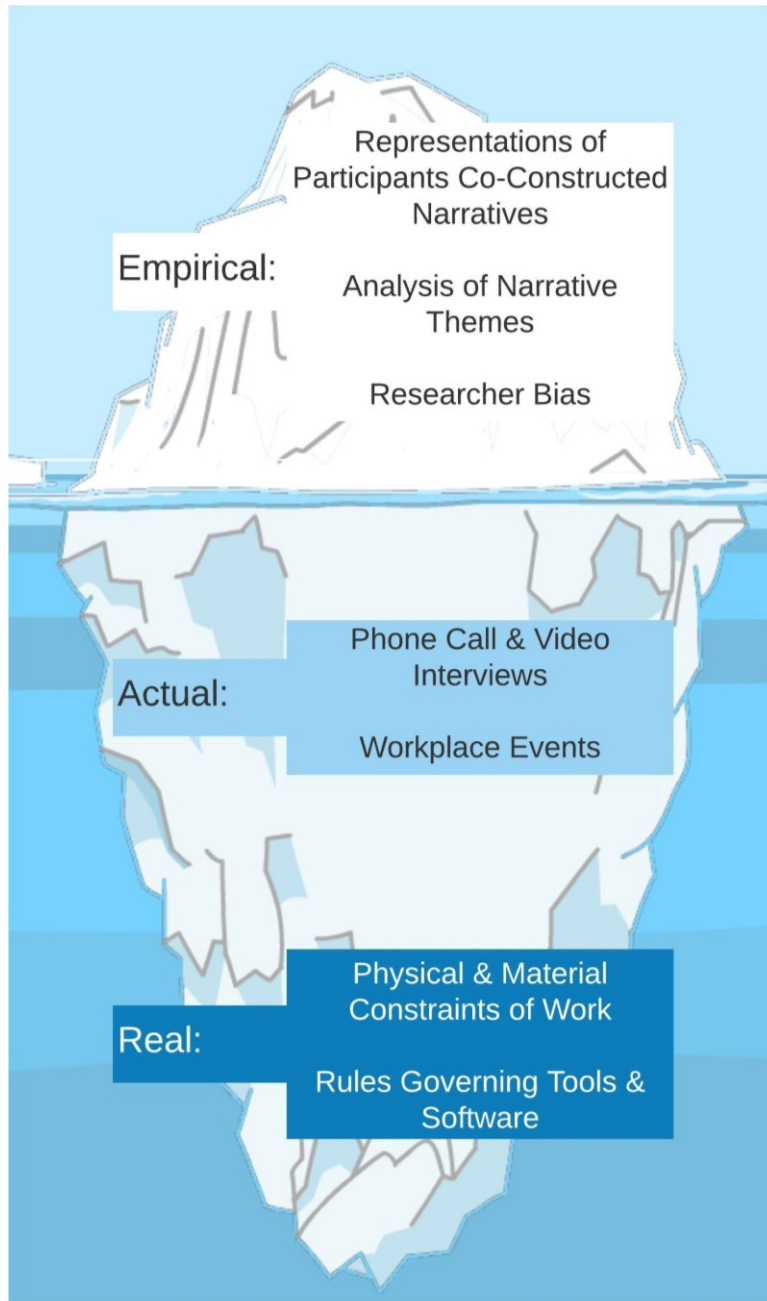 Representations of
Participants Co-Constructed
Narratives
Empirical:
Analysis of Narrative
Themes
Researcher Bias
Phone Call & Video
Interviews
Actual:
Workplace Events
Physical & Material
Constraints of Work
Real:
Rules Governing Tools &
Software